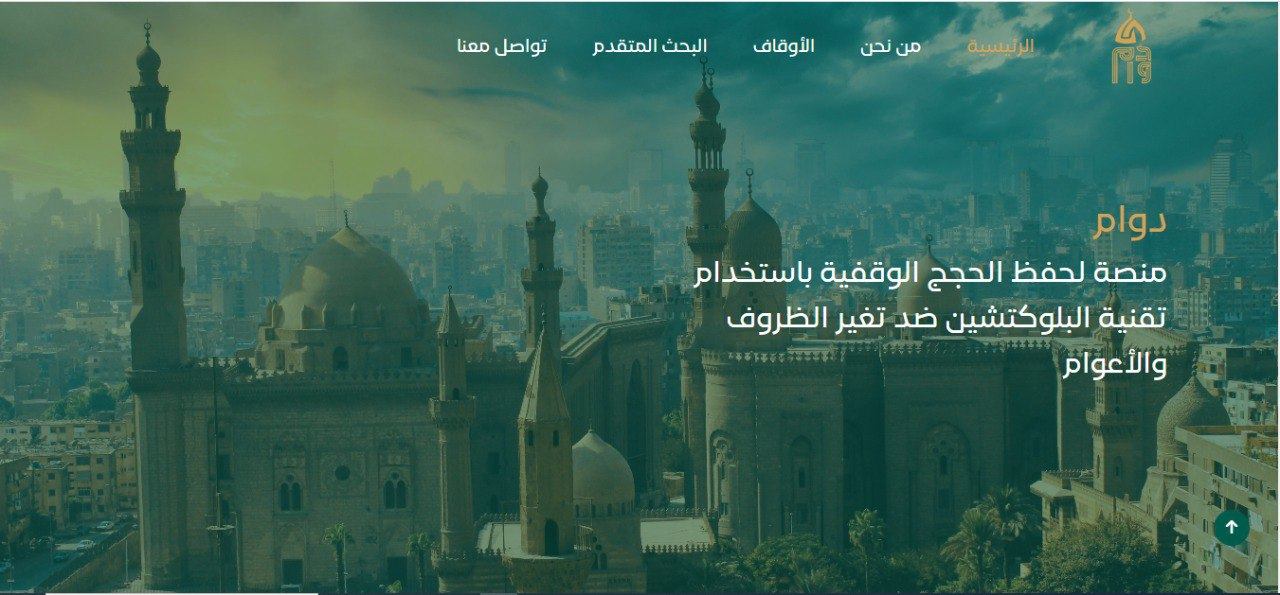 دوام
الرئيسية
من نحن
الأوقاف
البحث المتقدم
تواصل معنا
دوام
منصة لحفظ الحجج الوقفية باستخدام
تقنية البلوكتشين ضد تغير الظروف
والأعوام